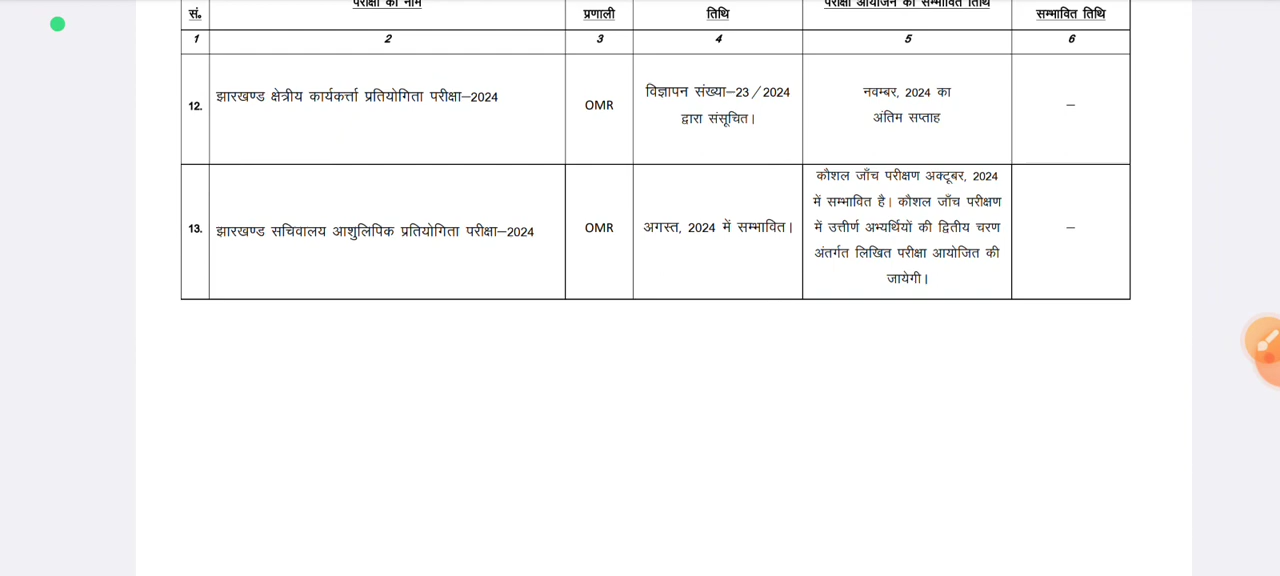 परीक्षा का नाम
परीक्षा आयोजन की सम्भावित तिथि
सं०
प्रणाली
तिथि
सम्भावित तिथि
1 2 3 4 5 6
12. झारखण्ड क्षेत्रीय कार्यकर्त्ता प्रतियोगिता परीक्षा–2024
OMR
विज्ञापन संख्या–23/2024
द्वारा संसूचित।
नवम्बर, 2024 का
अंतिम सप्ताह
–
13. झारखण्ड सचिवालय आशुलिपिक प्रतियोगिता परीक्षा–2024
OMR
अगस्त, 2024 में सम्भावित।
कौशल जाँच परीक्षण अक्टूबर, 2024
में सम्भावित है। कौशल जाँच परीक्षण
में उत्तीर्ण अभ्यर्थियों की द्वितीय चरण
अंतर्गत लिखित परीक्षा आयोजित की
जायेगी।
–